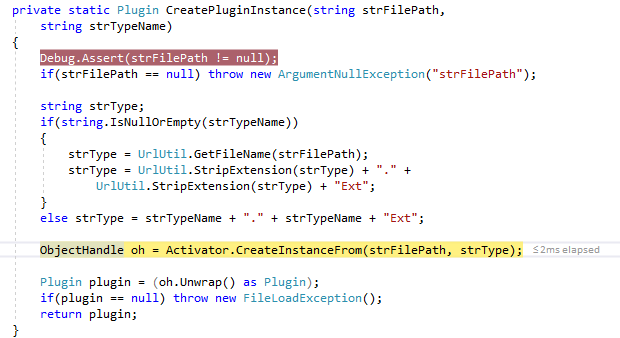 private static Plugin CreatePluginInstance(string strFilePath,
    string strTypeName)
{
    Debug.Assert(strFilePath != null);
    if(strFilePath == null) throw new ArgumentNullException("strFilePath");

    string strType;
    if(string.IsNullOrEmpty(strTypeName))
    {
        strType = UrlUtil.GetFileName(strFilePath);
        strType = UrlUtil.StripExtension(strType) + "." +
            UrlUtil.StripExtension(strType) + "Ext";
    }
    else strType = strTypeName + "." + strTypeName + "Ext";

    ObjectHandle oh = Activator.CreateInstanceFrom(strFilePath, strType); ≤2ms elapsed

    Plugin plugin = (oh.Unwrap() as Plugin);
    if(plugin == null) throw new FileLoadException();
    return plugin;
}